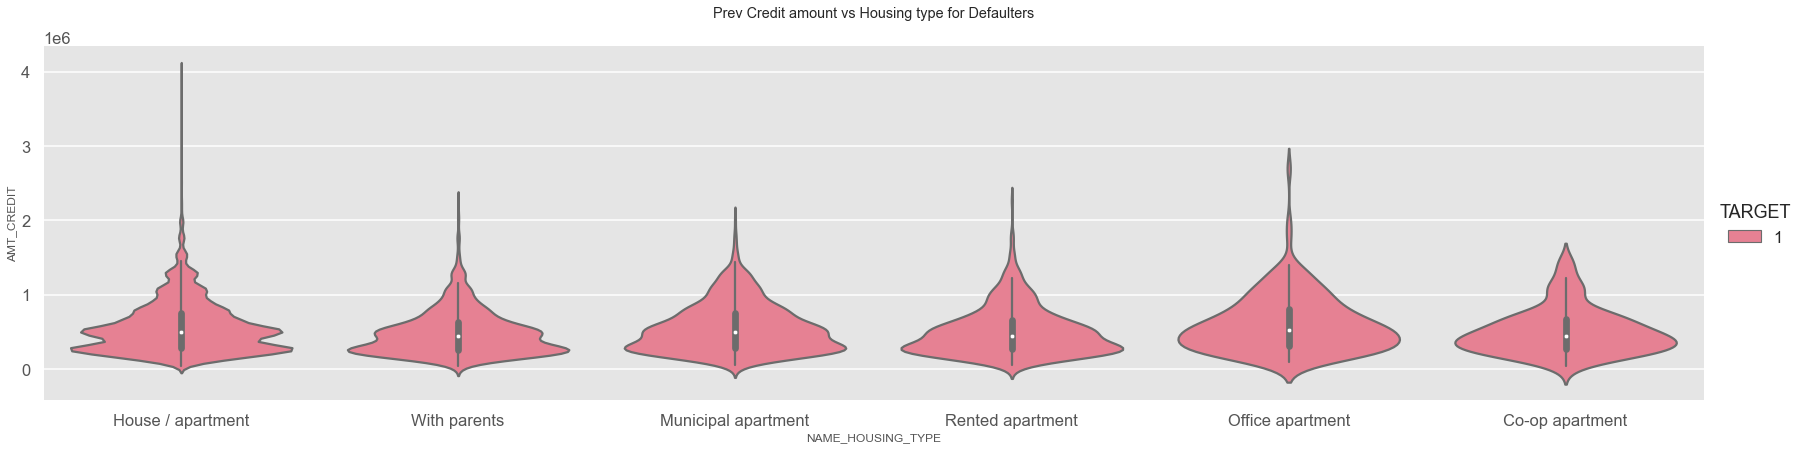 Prev Credit amount vs Housing type for Defaulters
1e6
4
3
2
1
0
AMT_CREDIT
House / apartment
With parents
Municipal apartment
Rented apartment
Office apartment
Co-op apartment
NAME_HOUSING_TYPE
TARGET
1